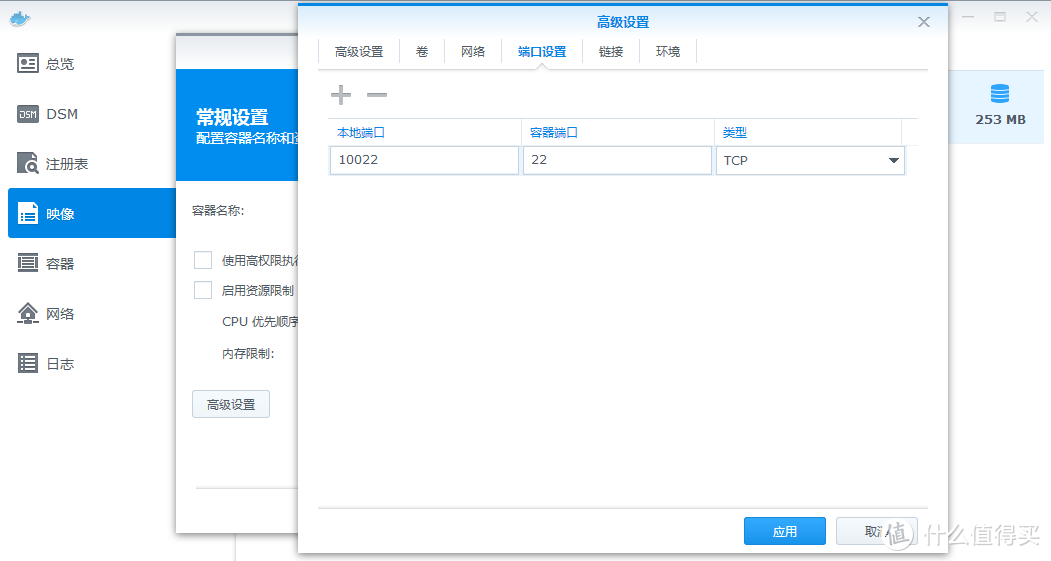 高级设置
高级设置 卷 网络 端口设置 链接 环境
本地端口 容器端口 类型
10022 22 TCP
应用 取消
总览
DSM DSM
注册表
映像
容器
网络
日志
常规设置
配置容器名称和
容器名称:
使用高权限执行
启用资源限制
CPU 优先顺序
内存限制:
高级设置
253 MB
值 什么值得买